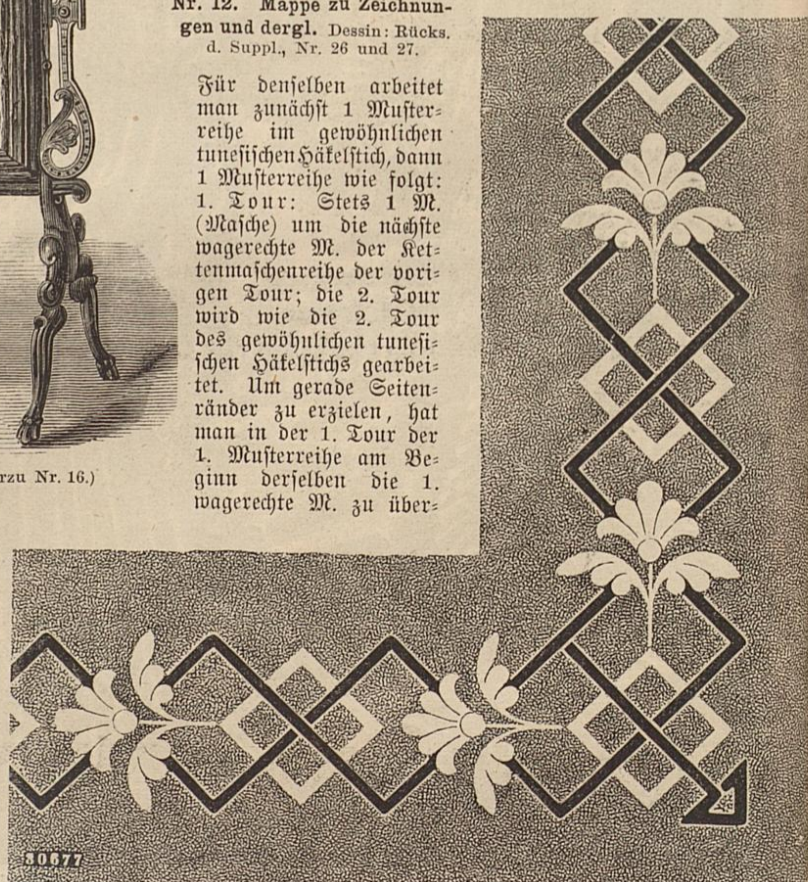 Nr. 12. Mappe zu Zeichnun-
gen und dergl. Dessin: Rücks.
d. Suppl., Nr. 26 und 27.
Für denselben arbeitet
man zunächst 1 Muster-
reihe im gewöhnlichen
tunesischen Häkelstich, dann
1 Musterreihe wie folgt:
1. Tour: Stets 1 M.
(Masche) um die nächste
wagerechte M. der Ket-
tenmaschenreihe der vori-
gen Tour; die 2. Tour
wird wie die 2. Tour
des gewöhnlichen tunesi-
schen Häkelstichs gearbei-
tet. Um gerade Seiten-
ränder zu erzielen, hat
man in der 1. Tour der
1. Musterreihe am Be-
ginn derselben die 1.
wagerechte M. zu über-
rzu Nr. 16.)
30677